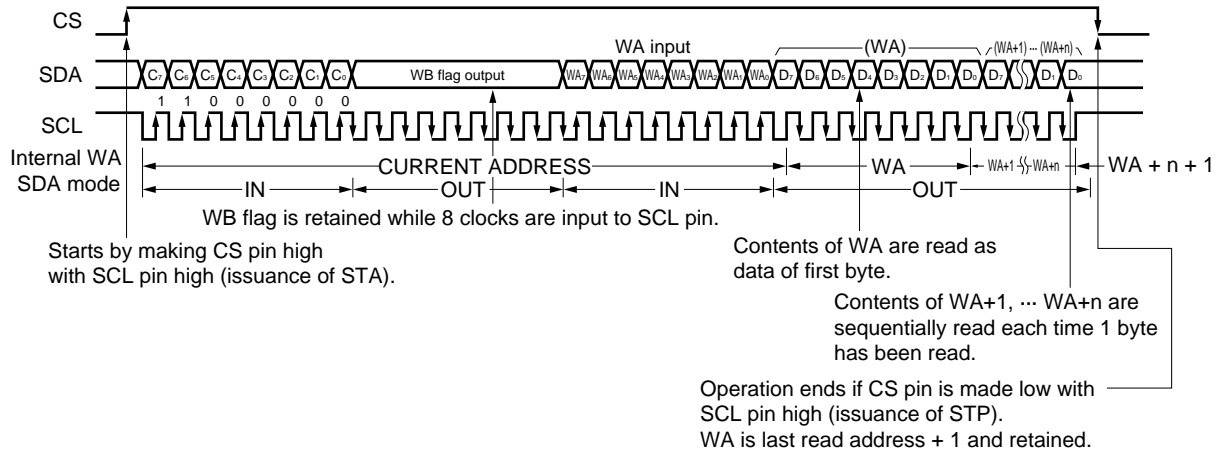 CS
WA input (WA) (WA+1) ··· (WA+n)
SDA C7 C6 C5 C4 C3 C2 C1 C0 WB flag output WA7 WA6 WA5 WA4 WA3 WA2 WA1 WA0 D7 D6 D5 D4 D3 D2 D1 D0 D7 D1 D0
1 1 0 0 0 0 0 0
SCL
Internal WA CURRENT ADDRESS WA WA+1 WA+n WA + n + 1
SDA mode IN OUT IN OUT
WB flag is retained while 8 clocks are input to SCL pin.
Starts by making CS pin high
with SCL pin high (issuance of STA).
Contents of WA are read as
data of first byte.
Contents of WA+1, ··· WA+n are
sequentially read each time 1 byte
has been read.
Operation ends if CS pin is made low with
SCL pin high (issuance of STP).
WA is last read address + 1 and retained.